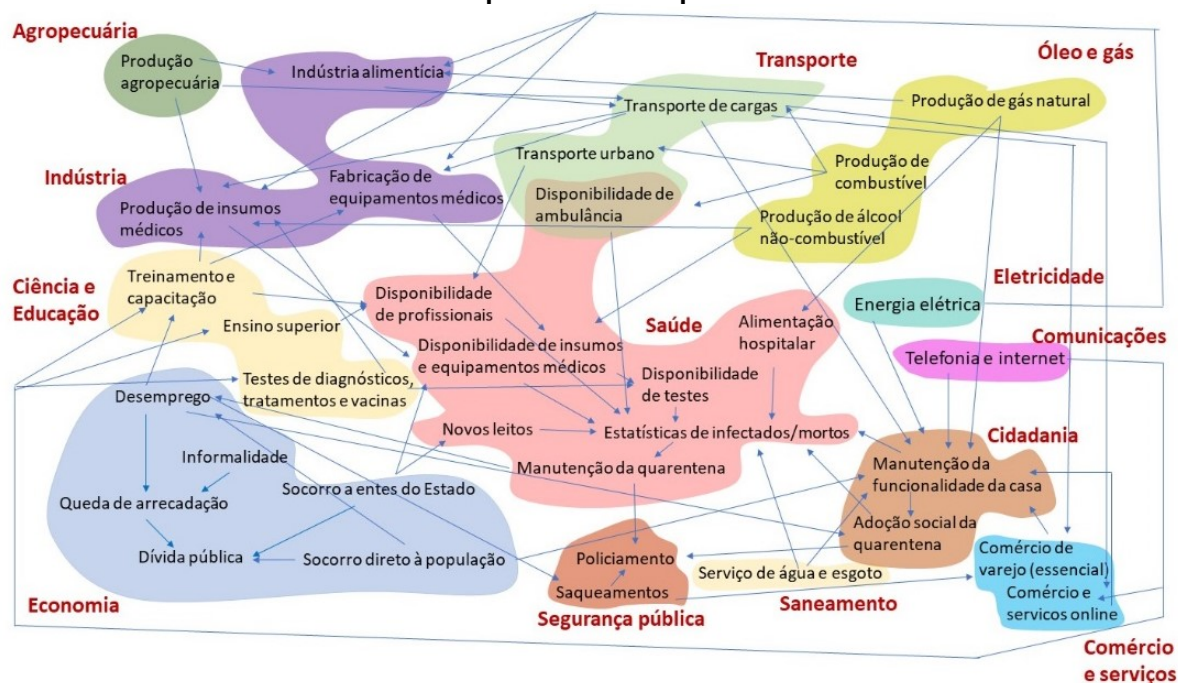 Agropecuária
Produção
agropecuária
Indústria alimentícia
Transporte
Óleo e gás
Transporte de cargas
Produção de gás natural
Transporte urbano
Produção de
combustível
Indústria
Fabricação de
equipamentos médicos
Produção de insumos
médicos
Disponibilidade de
ambulância
Produção de álcool
não-combustível
Ciência e
Educação
Treinamento e
capacitação
Ensino superior
Testes de diagnósticos,
tratamentos e vacinas
Disponibilidade
de profissionais
Saúde
Alimentação
hospitalar
Eletricidade
Energia elétrica
Comunicações
Telefonia e internet
Disponibilidade de insumos
e equipamentos médicos
Disponibilidade
de testes
Novos leitos
Estatísticas de infectados/mortos
Manutenção da quarentena
Desemprego
Informalidade
Socorro a entes do Estado
Queda de arrecadação
Dívida pública
Socorro direto à população
Economia
Cidadania
Manutenção da
funcionalidade da casa
Adoção social da
quarentena
Policiamento
Saqueamentos
Segurança pública
Serviço de água e esgoto
Saneamento
Comércio de
varejo (essencial)
Comércio e
servicos online
Comércio
e serviços